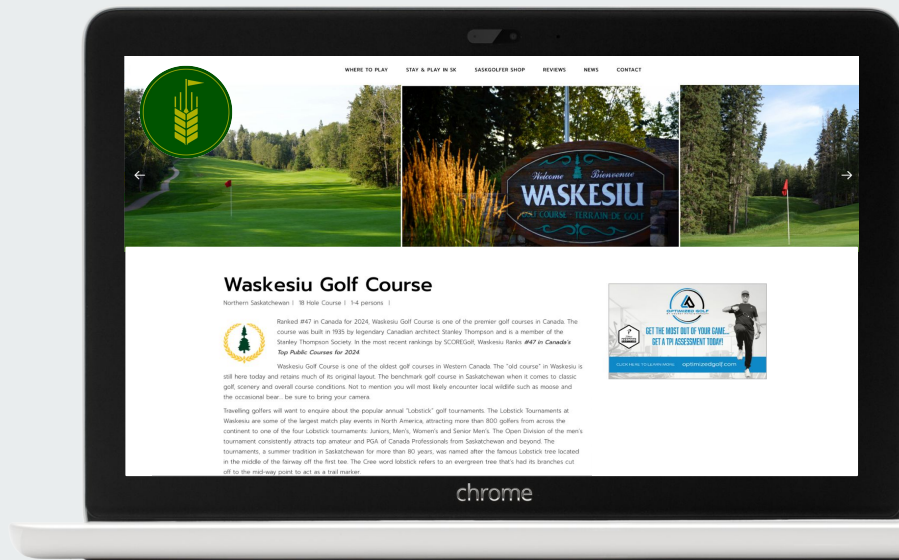 WHERE TO PLAY STAY & PLAY IN SK SASKGOLFER SHOP REVIEWS NEWS CONTACT
Welcome Bienvenue
WASKESIU
GOLF COURSE - TERRAIN DE GOLF
Waskesiu Golf Course
Northern Saskatchewan | 18 Hole Course | 1-4 persons |
Ranked #47 in Canada for 2024, Waskesiu Golf Course is one of the premier golf courses in Canada. The
course was built in 1935 by legendary Canadian architect Stanley Thompson and is a member of the
Stanley Thompson Society. In the most recent rankings by SCOREGolf, Waskesiu Ranks #47 in Canada's
Top Public Courses for 2024.
Waskesiu Golf Course is one of the oldest golf courses in Western Canada. The "old course" in Waskesiu is
still here today and retains much of its original layout. The benchmark golf course in Saskatchewan when it comes to classic
golf, scenery and overall course conditions. Not to mention you will most likely encounter local wildlife such as moose and
the occasional bear... be sure to bring your camera.
Travelling golfers will want to enquire about the popular annual "Lobstick" golf tournaments. The Lobstick Tournaments at
Waskesiu are some of the largest match play events in North America, attracting more than 800 golfers from across the
continent to one of the four Lobstick tournaments: Juniors, Men's, Women's and Senior Men's. The Open Division of the men's
tournament consistently attracts top amateur and PGA of Canada Professionals from Saskatchewan and beyond. The
tournaments, a summer tradition in Saskatchewan for more than 80 years, was named after the famous Lobstick tree located
in the middle of the fairway off the first tee. The Cree word lobstick refers to an evergreen tree that's had its branches cut
off to the mid-way point to act as a trail marker.
OPTIMIZED GOLF
GET THE MOST OUT OF YOUR GAME...
GET A TPI ASSESSMENT TODAY!
CLICK HERE TO LEARN MORE optimizedgolf.com
chrome